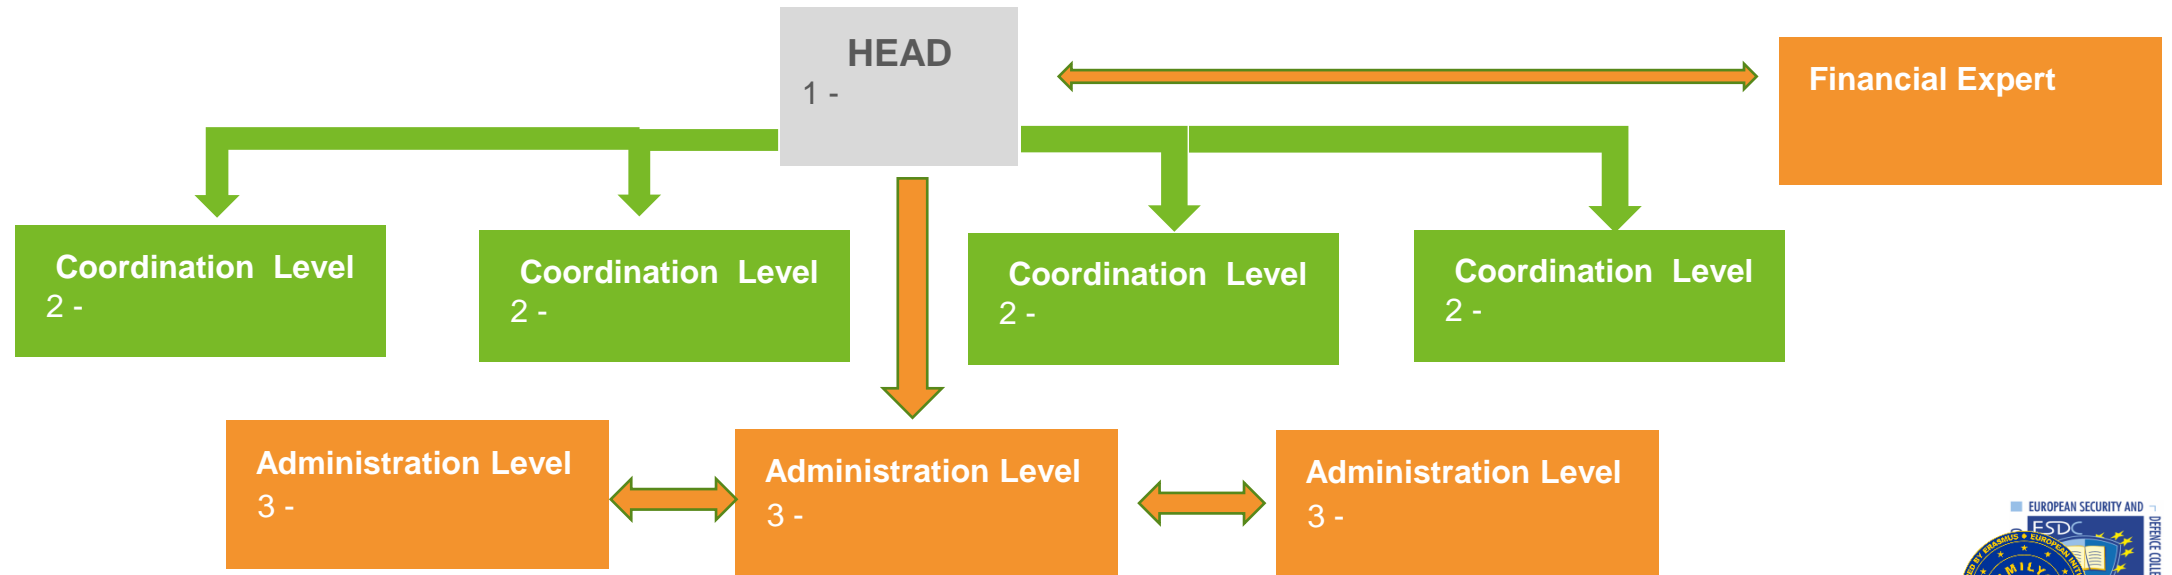 HEAD
1 -
Financial Expert
Coordination  Level
2 -
Coordination  Level
2 -
Coordination  Level
2 -
Coordination  Level
2 -
Administration Level
3 -
Administration Level
3 -
Administration Level
3 -
EUROPEAN SECURITY AND
ESDC